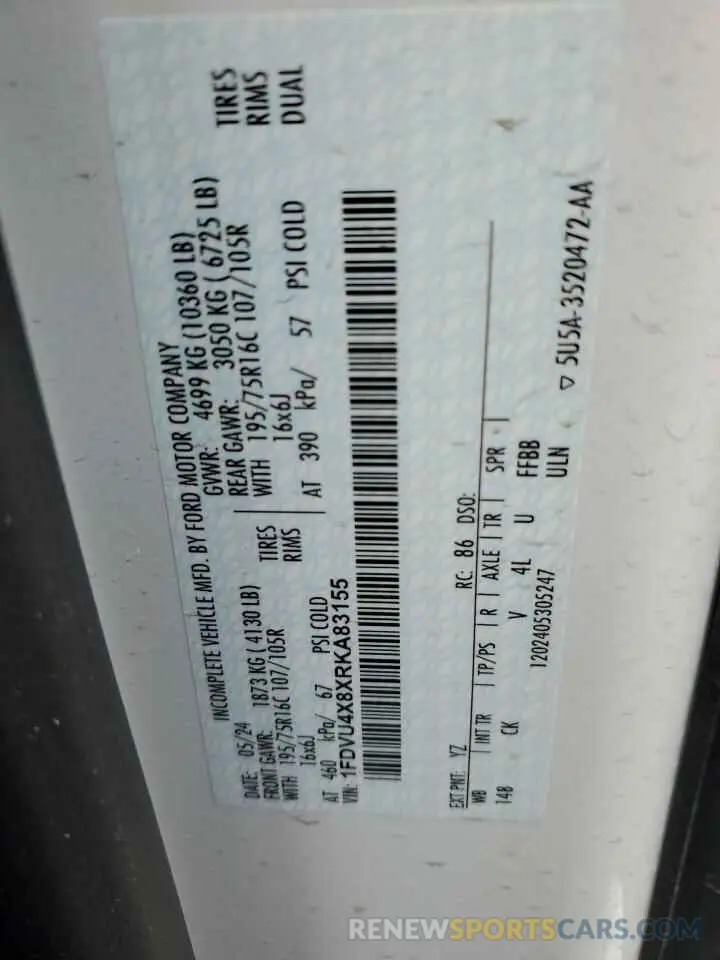 INCOMPLETE VEHICLE MFD. BY FORD MOTOR COMPANY
DATE: 05/24 GVWR: 4699 KG (10360 LB)
FRONT GAWR: 1873 KG ( 4130 LB) REAR GAWR: 3050 KG ( 6725 LB)
WITH 195/75R16C 107/105R TIRES WITH 195/75R16C 107/105R TIRES
16x6J RIMS 16x6J RIMS
AT 460 kPa/ 67 PSI COLD AT 390 kPa/ 57 PSI COLD DUAL
VIN: 1FDVU4X8XRKA83155
EXT PNT: YZ RC: 86 DSO:
WB INT TR TP/PS R AXLE TR SPR
148 CK V 4L U FFBB
1202405305247 ULN
▽ 5U5A-3520472-AA
RENEWSPORTSCARS.COM